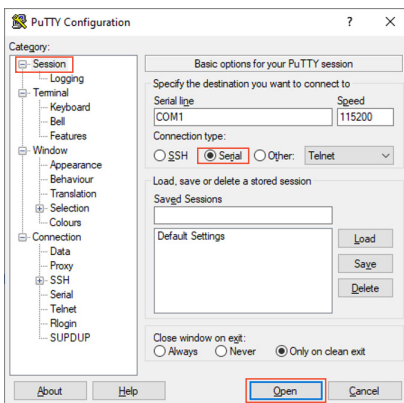 PuTTY Configuration ? ×
Category:
Session
Logging
Terminal
Keyboard
Bell
Features
Window
Appearance
Behaviour
Translation
Selection
Colours
Connection
Data
Proxy
SSH
Serial
Telnet
Rlogin
SUPDUP
Basic options for your PuTTY session
Specify the destination you want to connect to
Serial line Speed
COM1 115200
Connection type:
SSH Serial Other: Telnet
Load, save or delete a stored session
Saved Sessions
Default Settings
Load
Save
Delete
Close window on exit:
Always Never Only on clean exit
About Help Open Cancel